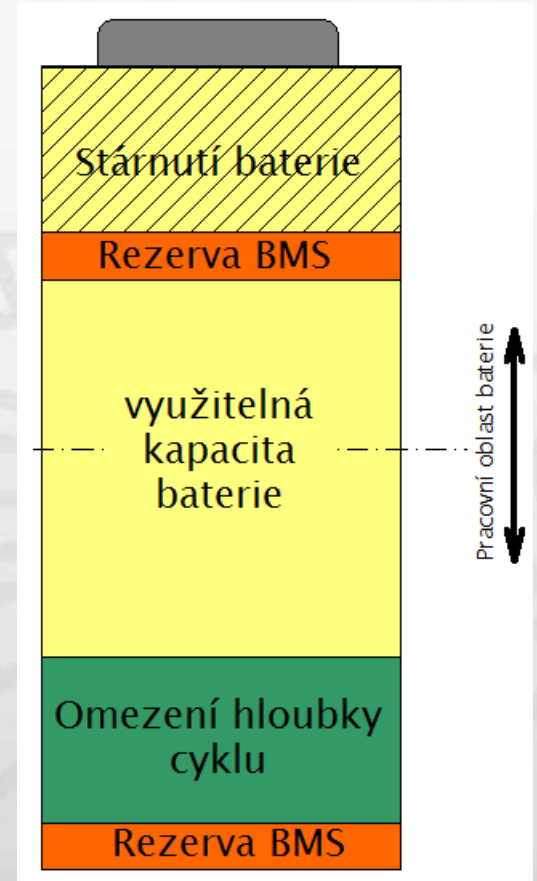 Stárnutí baterie
Rezerva BMS
využitelná
kapacita
baterie
Pracovní oblast baterie
Omezení hloubky
cyklu
Rezerva BMS